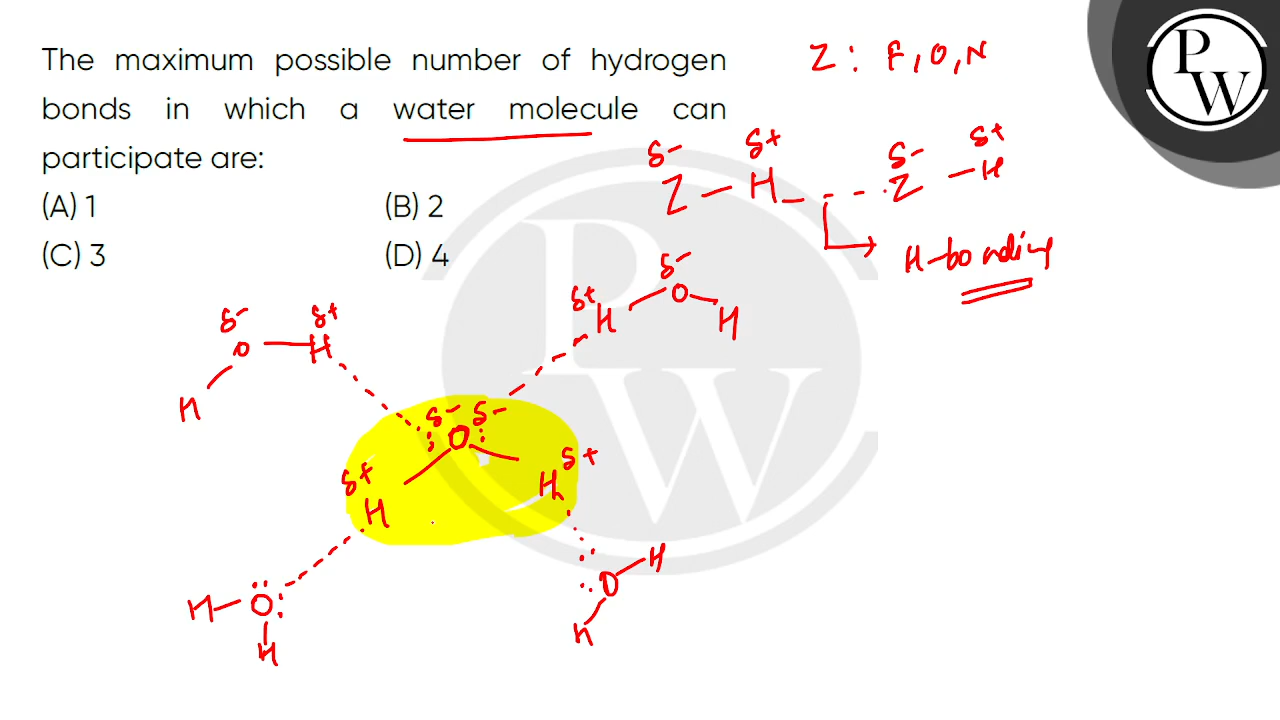 The maximum possible number of hydrogen
bonds in which a water molecule can
participate are:
(A) 1 (B) 2
(C) 3 (D) 4
Z : F, O, N
δ- δ+ δ- δ+
Z - H - - - - Z - H
H-bonding
P
W
δ- δ+
O - H
H
δ-
δ+ O
H H
δ- δ-
:O:
δ+ δ+
H H
H - O:
H
:O - H
H
PW